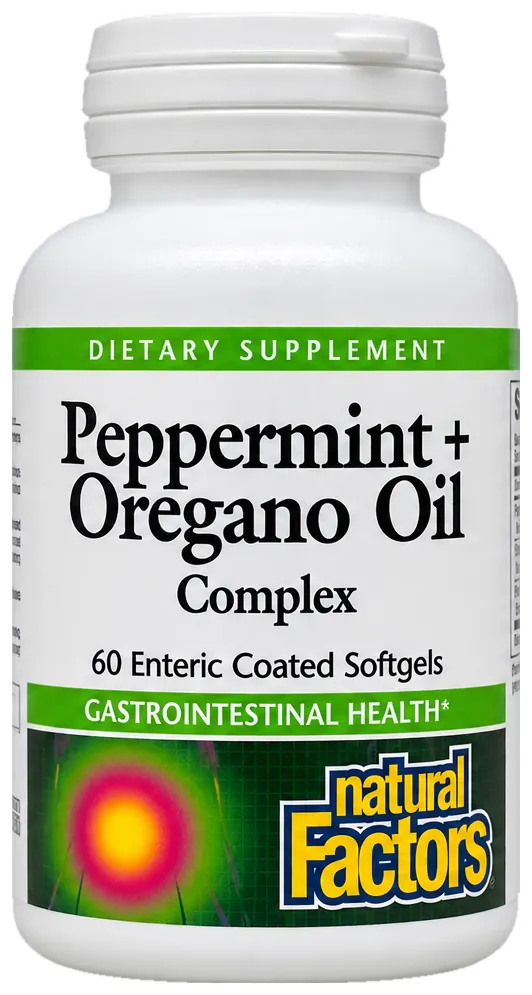 DIETARY SUPPLEMENT
Peppermint +
Oregano Oil
Complex
60 Enteric Coated Softgels
GASTROINTESTINAL HEALTH*
natural
Factors